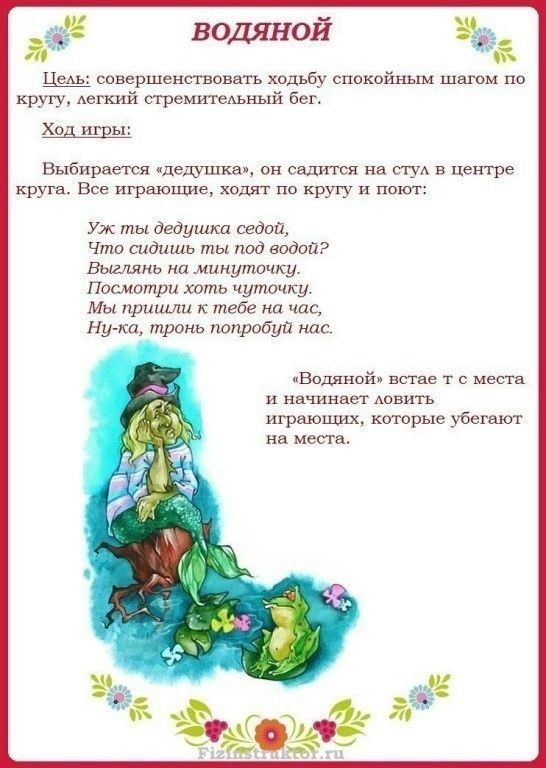 ВОДЯНОЙ
Цель: совершенствовать ходьбу спокойным шагом по
кругу, легкий стремительный бег.
Ход игры:
Выбирается «дедушка», он садится на стул в центре
круга. Все играющие, ходят по кругу и поют:
Уж ты дедушка седой,
Что сидишь ты под водой?
Выглянь на минуточку.
Посмотри хоть чуточку.
Мы пришли к тебе на час,
Ну-ка, тронь попробуй нас.
«Водяной» встае т с места
и начинает ловить
играющих, которые убегают
на места.
Fizinstruktor.ru